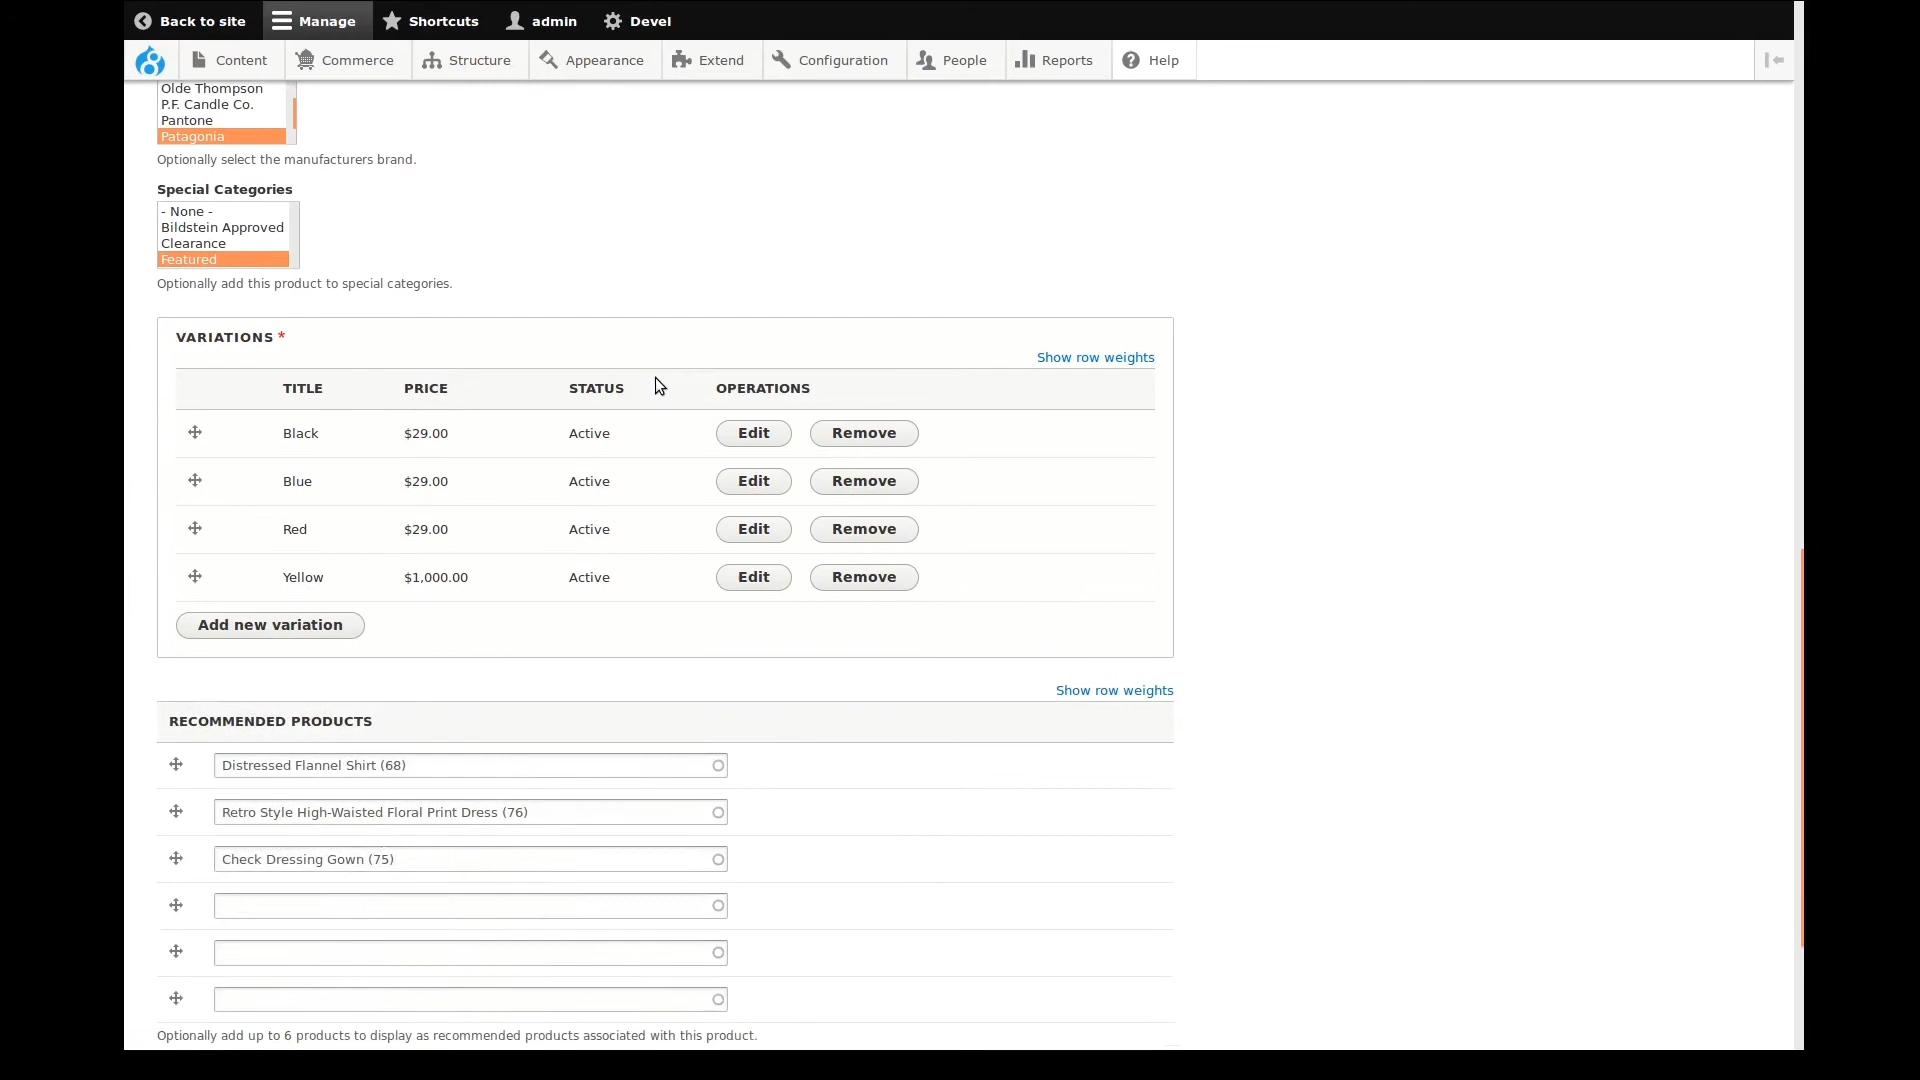 Back to site Manage Shortcuts admin Devel
Content Commerce Structure Appearance Extend Configuration People Reports Help
Olde Thompson
P.F. Candle Co.
Pantone
Patagonia
Optionally select the manufacturers brand.
Special Categories
- None -
Bildstein Approved
Clearance
Featured
Optionally add this product to special categories.
VARIATIONS *
Show row weights
TITLE PRICE STATUS OPERATIONS
Black $29.00 Active Edit Remove
Blue $29.00 Active Edit Remove
Red $29.00 Active Edit Remove
Yellow $1,000.00 Active Edit Remove
Add new variation
Show row weights
RECOMMENDED PRODUCTS
Distressed Flannel Shirt (68)
Retro Style High-Waisted Floral Print Dress (76)
Check Dressing Gown (75)
Optionally add up to 6 products to display as recommended products associated with this product.